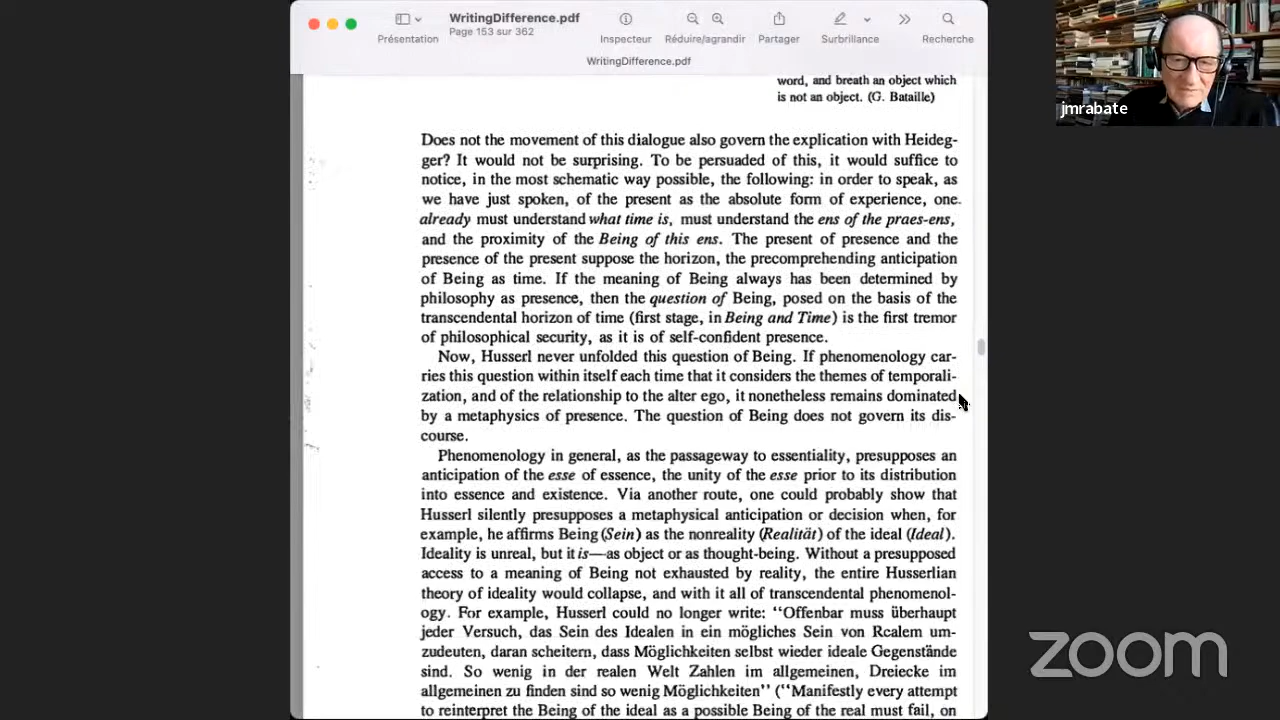 WritingDifference.pdf
Page 153 sur 362
Présentation
Inspecteur
Réduire/agrandir
Partager
Surbrillance
Recherche
WritingDifference.pdf
word, and breath an object which
is not an object. (G. Bataille)
Does not the movement of this dialogue also govern the explication with Heideg-
ger? It would not be surprising. To be persuaded of this, it would suffice to
notice, in the most schematic way possible, the following: in order to speak, as
we have just spoken, of the present as the absolute form of experience, one
already must understand what time is, must understand the ens of the praes-ens,
and the proximity of the Being of this ens. The present of presence and the
presence of the present suppose the horizon, the precomprehending anticipation
of Being as time. If the meaning of Being always has been determined by
philosophy as presence, then the question of Being, posed on the basis of the
transcendental horizon of time (first stage, in Being and Time) is the first tremor
of philosophical security, as it is of self-confident presence.
Now, Husserl never unfolded this question of Being. If phenomenology car-
ries this question within itself each time that it considers the themes of temporali-
zation, and of the relationship to the alter ego, it nonetheless remains dominated
by a metaphysics of presence. The question of Being does not govern its dis-
course.
Phenomenology in general, as the passageway to essentiality, presupposes an
anticipation of the esse of essence, the unity of the esse prior to its distribution
into essence and existence. Via another route, one could probably show that
Husserl silently presupposes a metaphysical anticipation or decision when, for
example, he affirms Being (Sein) as the nonreality (Realität) of the ideal (Ideal).
Ideality is unreal, but it is—as object or as thought-being. Without a presupposed
access to a meaning of Being not exhausted by reality, the entire Husserlian
theory of ideality would collapse, and with it all of transcendental phenomenol-
ogy. For example, Husserl could no longer write: "Offenbar muss überhaupt
jeder Versuch, das Sein des Idealen in ein mögliches Sein von Rcalem um-
zudeuten, daran scheitern, dass Möglichkeiten selbst wieder ideale Gegenstände
sind. So wenig in der realen Welt Zahlen im allgemeinen, Dreiecke im
allgemeinen zu finden sind so wenig Möglichkeiten" ("Manifestly every attempt
to reinterpret the Being of the ideal as a possible Being of the real must fail, on
jmrabate
zoom